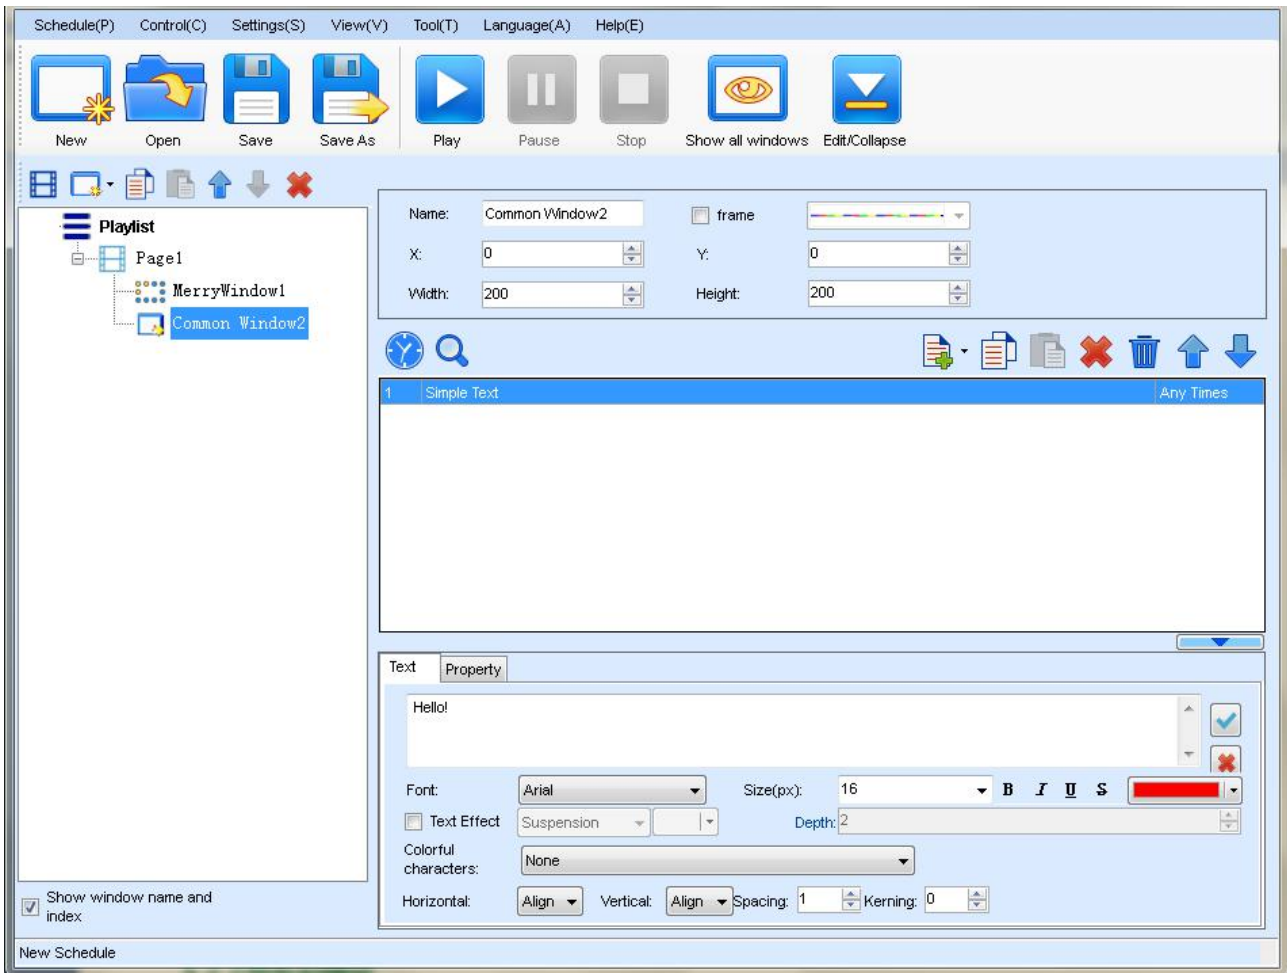 Schedule(P) Control(C) Settings(S) View(V) Tool(T) Language(A) Help(E)
New Open Save Save As Play Pause Stop Show all windows Edit/Collapse
Playlist
Page1
MerryWindow1
Common Window2
Show window name and
index
Name: Common Window2 frame
X: 0 Y: 0
Width: 200 Height: 200
1 Simple Text Any Times
Text Property
Hello!
Font: Arial Size(px): 16 B I U S
Text Effect Suspension Depth: 2
Colorful
characters: None
Horizontal: Align Vertical: Align Spacing: 1 Kerning: 0
New Schedule